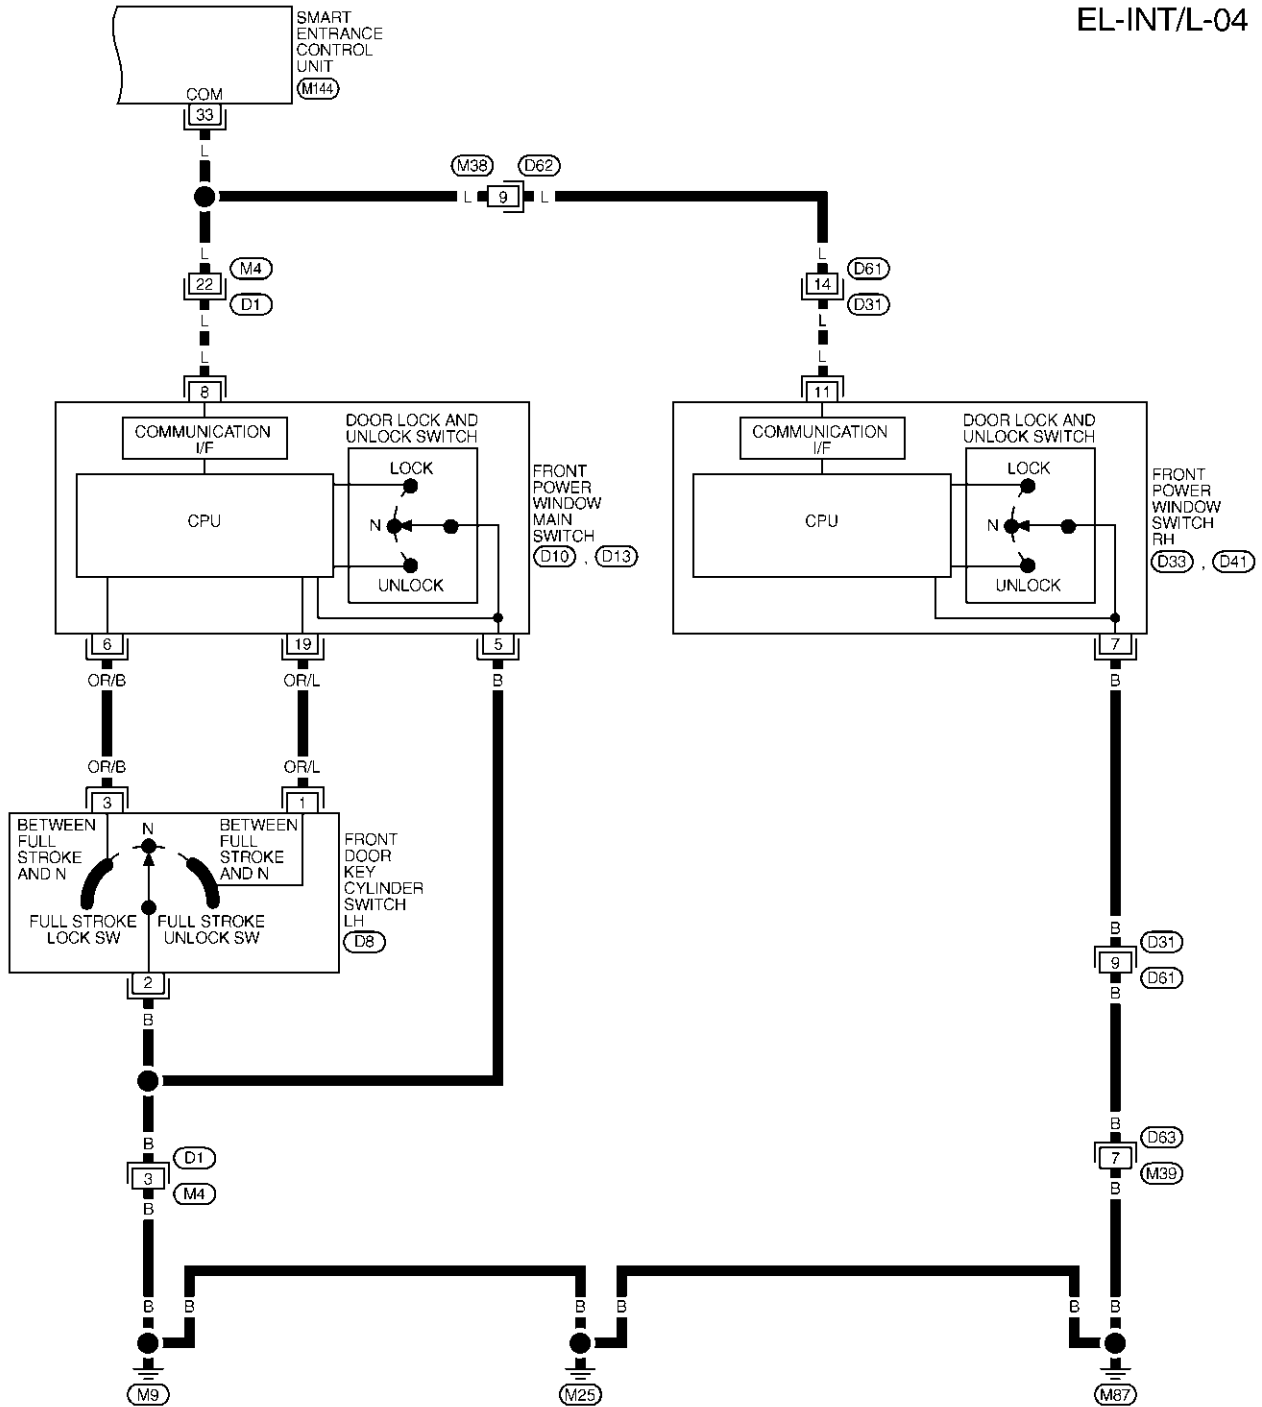 EL-INT/L-04
SMART
ENTRANCE
CONTROL
UNIT
M144
COM
33
L
M38
D62
L
9
L
L
22
M4
D1
L
L
L
14
D61
D31
L
L
8
COMMUNICATION
I/F
CPU
DOOR LOCK AND
UNLOCK SWITCH
LOCK
N
UNLOCK
FRONT
POWER
WINDOW
MAIN
SWITCH
D10 , D13
6
19
5
11
COMMUNICATION
I/F
CPU
DOOR LOCK AND
UNLOCK SWITCH
LOCK
N
UNLOCK
FRONT
POWER
WINDOW
SWITCH
RH
D33 , D41
7
OR/B
OR/L
B
B
OR/B
OR/L
3
1
BETWEEN
FULL
STROKE
AND N
N
BETWEEN
FULL
STROKE
AND N
FULL STROKE
LOCK SW
FULL STROKE
UNLOCK SW
FRONT
DOOR
KEY
CYLINDER
SWITCH
LH
D8
2
B
B
9
D31
D61
B
B
3
D1
M4
B
B
7
D63
M39
B
B
B
B
B
B
B
M9
M25
M87